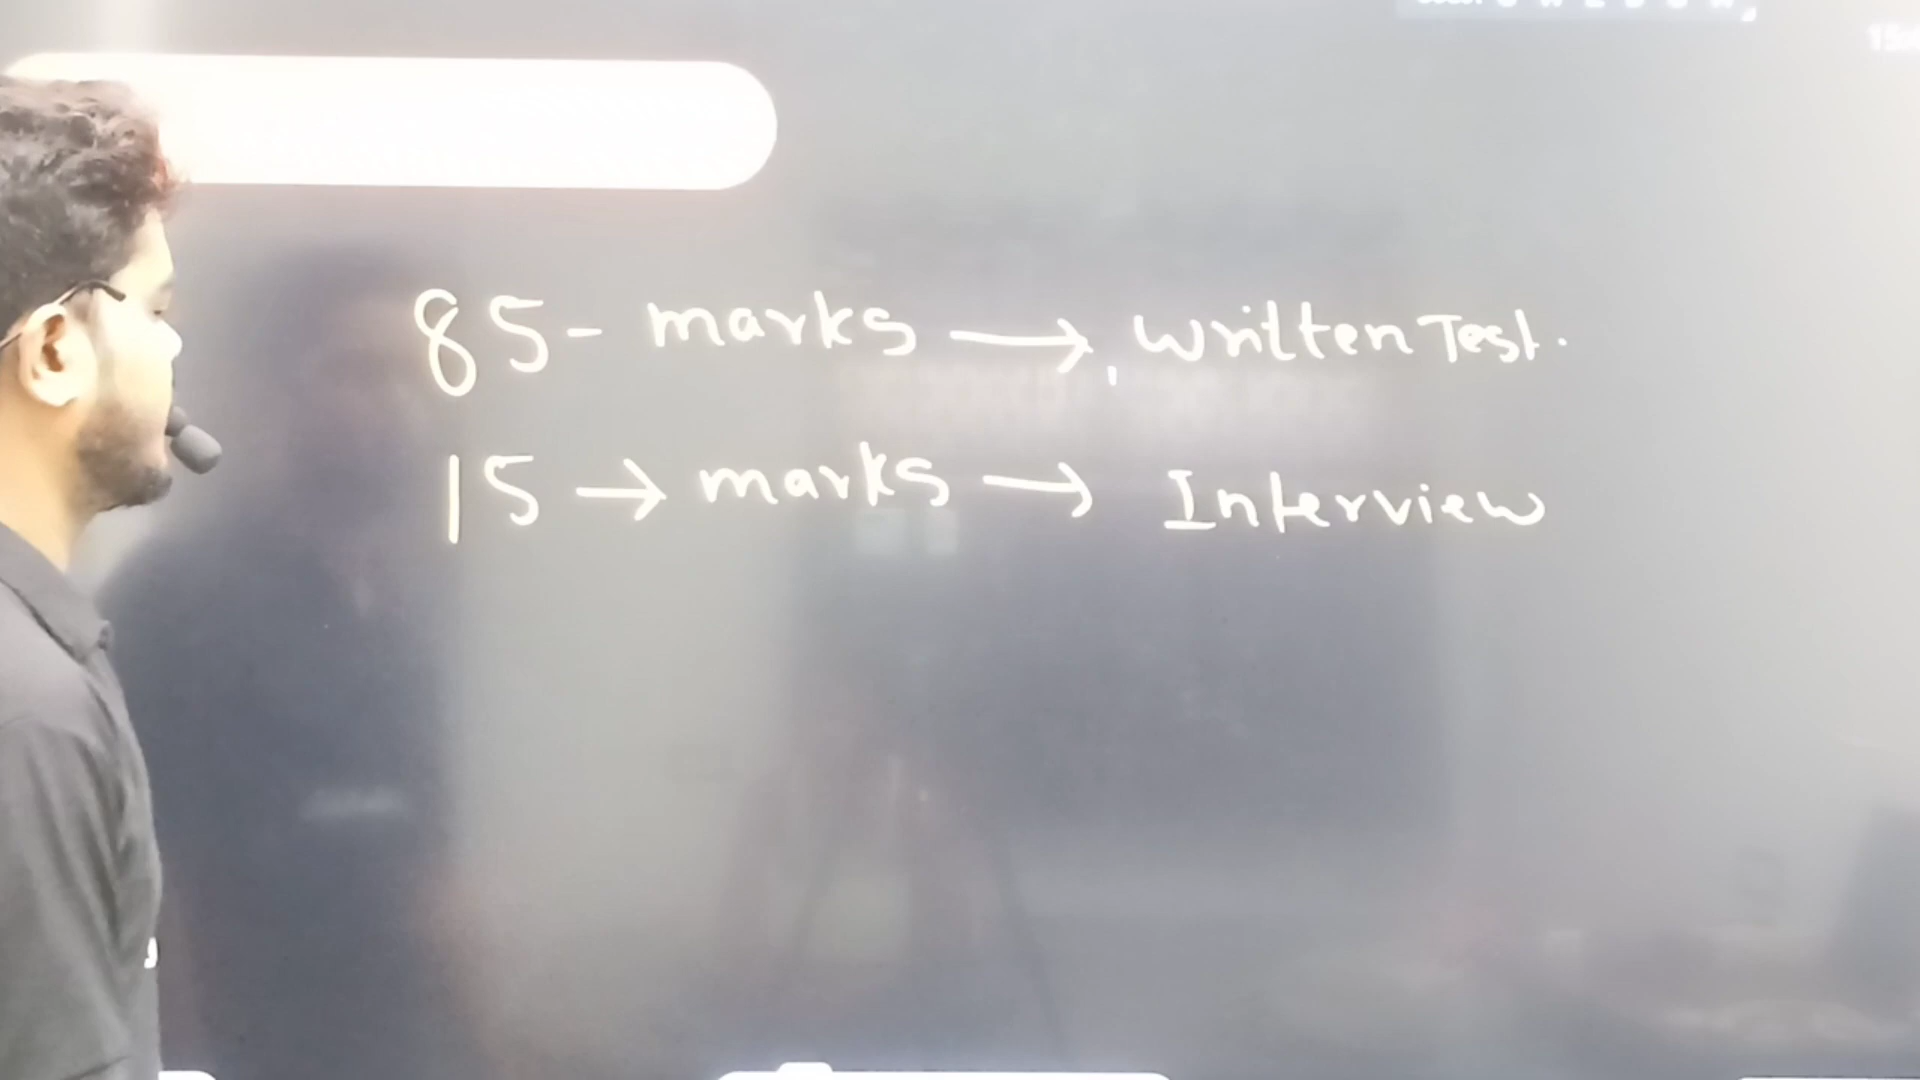 85- marks → Written Test.
15 → marks → Interview